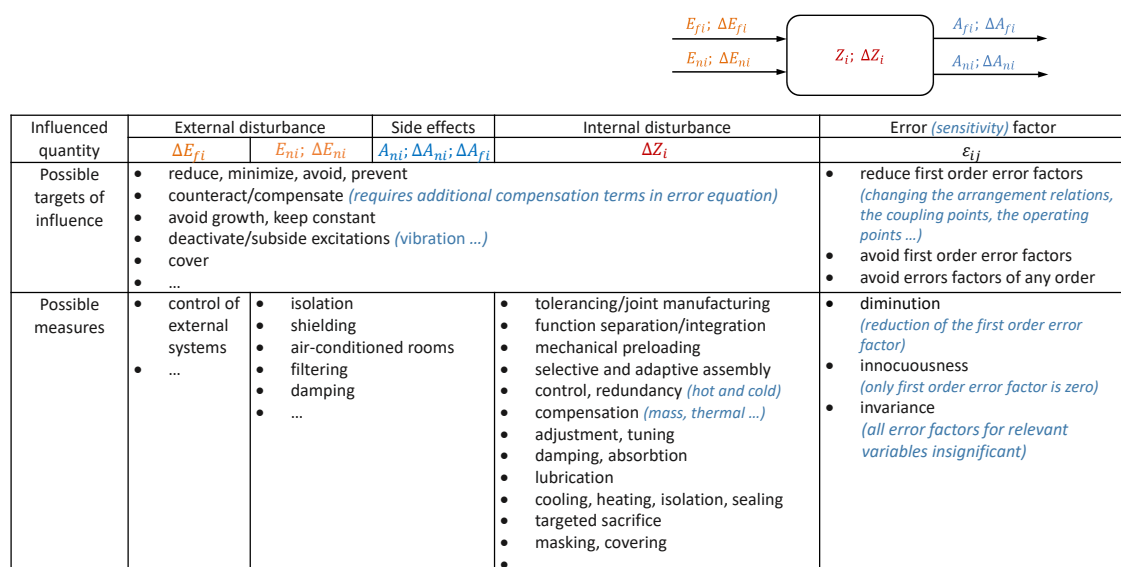 E_fi; ΔE_fi
A_fi; ΔA_fi
Z_i; ΔZ_i
E_ni; ΔE_ni
A_ni; ΔA_ni
Influenced quantity
External disturbance
Side effects
Internal disturbance
Error (sensitivity) factor
ΔE_fi
E_ni; ΔE_ni
A_ni; ΔA_ni; ΔA_fi
ΔZ_i
ε_ij
Possible
targets of
influence
• reduce, minimize, avoid, prevent
• counteract/compensate (requires additional compensation terms in error equation)
• avoid growth, keep constant
• deactivate/subside excitations (vibration …)
• cover
• …
• reduce first order error factors
(changing the arrangement relations,
the coupling points, the operating
points …)
• avoid first order error factors
• avoid errors factors of any order
Possible
measures
• control of
external
systems
• …
• isolation
• shielding
• air-conditioned rooms
• filtering
• damping
• …
• tolerancing/joint manufacturing
• function separation/integration
• mechanical preloading
• selective and adaptive assembly
• control, redundancy (hot and cold)
• compensation (mass, thermal …)
• adjustment, tuning
• damping, absorbtion
• lubrication
• cooling, heating, isolation, sealing
• targeted sacrifice
• masking, covering
•
• diminution
(reduction of the first order error
factor)
• innocuousness
(only first order error factor is zero)
• invariance
(all error factors for relevant
variables insignificant)